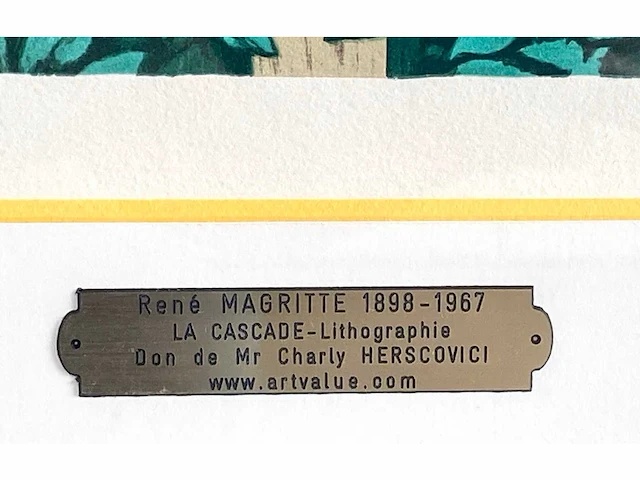 René MAGRITTE 1898-1967
LA CASCADE-Lithographie
Don de Mr Charly HERSCOVICI
www.artvalue.com